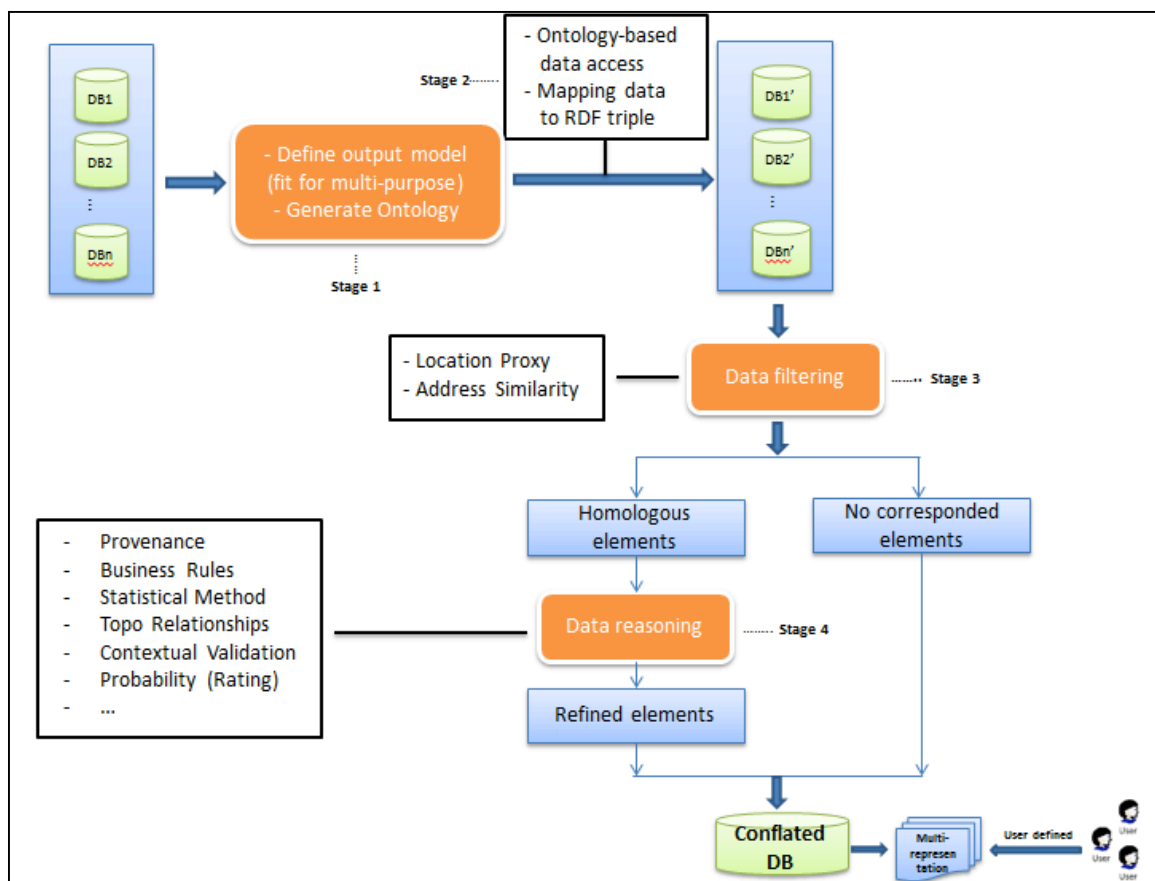 DB1
DB2
⋮
DBn
- Define output model
(fit for multi-purpose)
- Generate Ontology
Stage 1
Stage 2
- Ontology-based
data access
- Mapping data
to RDF triple
DB1'
DB2'
⋮
DBn'
- Location Proxy
- Address Similarity
Data filtering
Stage 3
Homologous
elements
No corresponded
elements
- Provenance
- Business Rules
- Statistical Method
- Topo Relationships
- Contextual Validation
- Probability (Rating)
- ...
Data reasoning
Stage 4
Refined elements
Conflated
DB
Multi-
represen
tation
User defined
User
User
User